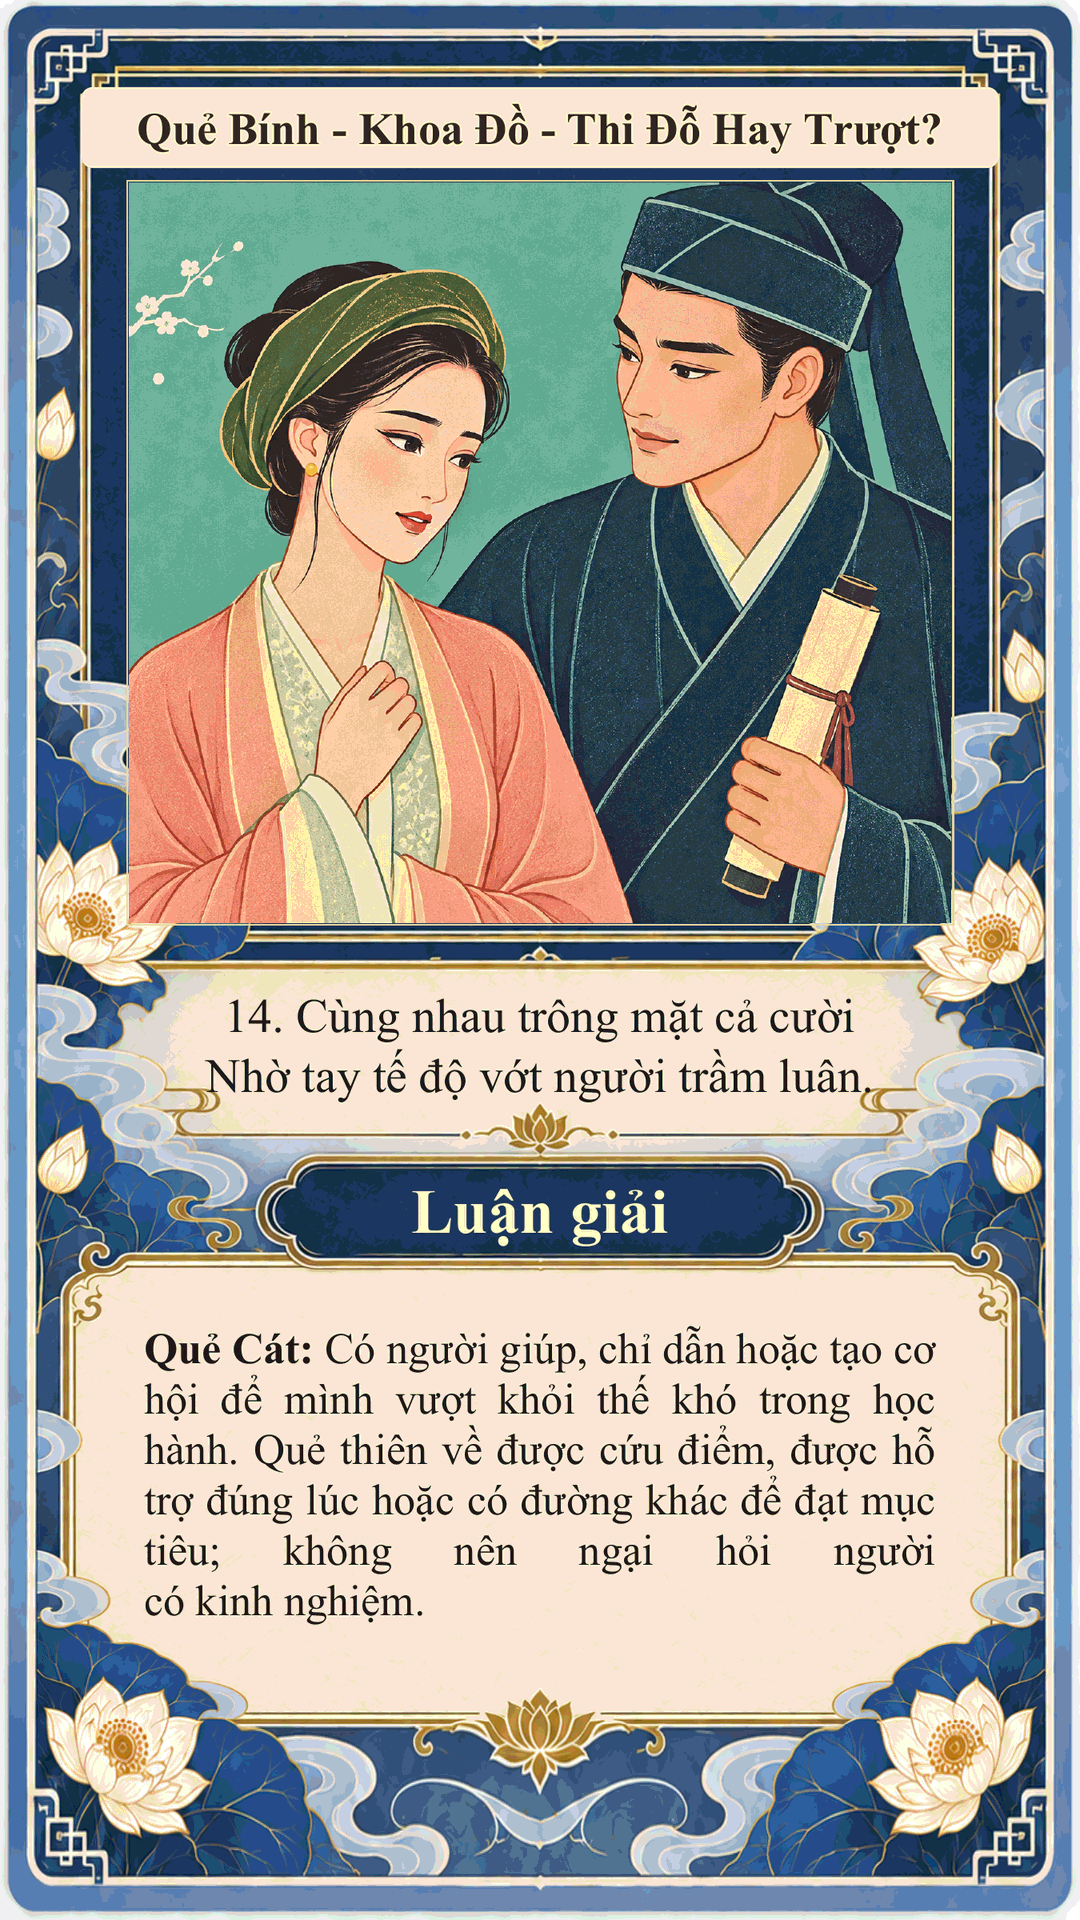 Quẻ Bính - Khoa Đồ - Thi Đỗ Hay Trượt?
14. Cùng nhau trông mặt cả cười
Nhờ tay tế độ vớt người trầm luân.
Luận giải
Quẻ Cát: Có người giúp, chỉ dẫn hoặc tạo cơ
hội để mình vượt khỏi thế khó trong học
hành. Quẻ thiên về được cứu điểm, được hỗ
trợ đúng lúc hoặc có đường khác để đạt mục
tiêu; không nên ngại hỏi người
có kinh nghiệm.